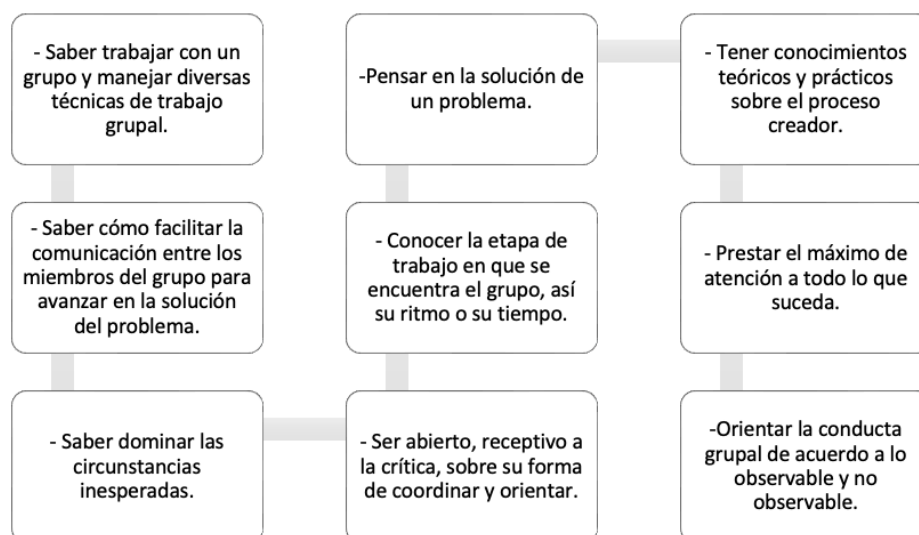 - Saber trabajar con un
grupo y manejar diversas
técnicas de trabajo
grupal.
- Saber cómo facilitar la
comunicación entre los
miembros del grupo para
avanzar en la solución
del problema.
- Saber dominar las
circunstancias
inesperadas.
- Ser abierto, receptivo a
la crítica, sobre su forma
de coordinar y orientar.
- Conocer la etapa de
trabajo en que se
encuentra el grupo, así
su ritmo o su tiempo.
-Pensar en la solución de
un problema.
- Tener conocimientos
teóricos y prácticos
sobre el proceso
creador.
- Prestar el máximo de
atención a todo lo que
suceda.
-Orientar la conducta
grupal de acuerdo a lo
observable y no
observable.